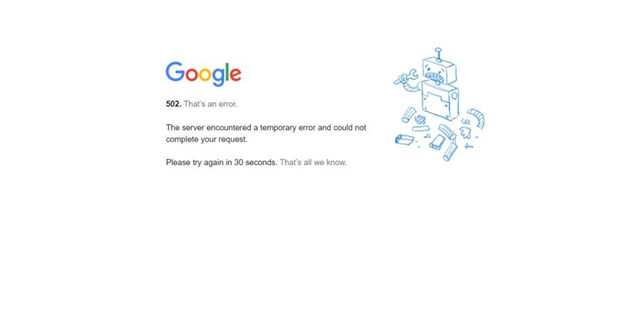 Google
502. That's an error.
The server encountered a temporary error and could not
complete your request.
Please try again in 30 seconds. That's all we know.